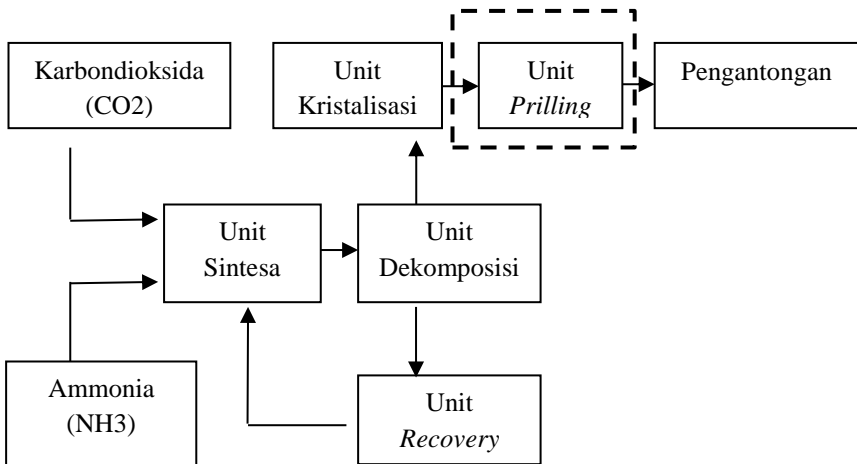 Karbondioksida
(CO2)
Unit
Kristalisasi
Unit
Prilling
Pengantongan
Unit
Sintesa
Unit
Dekomposisi
Ammonia
(NH3)
Unit
Recovery